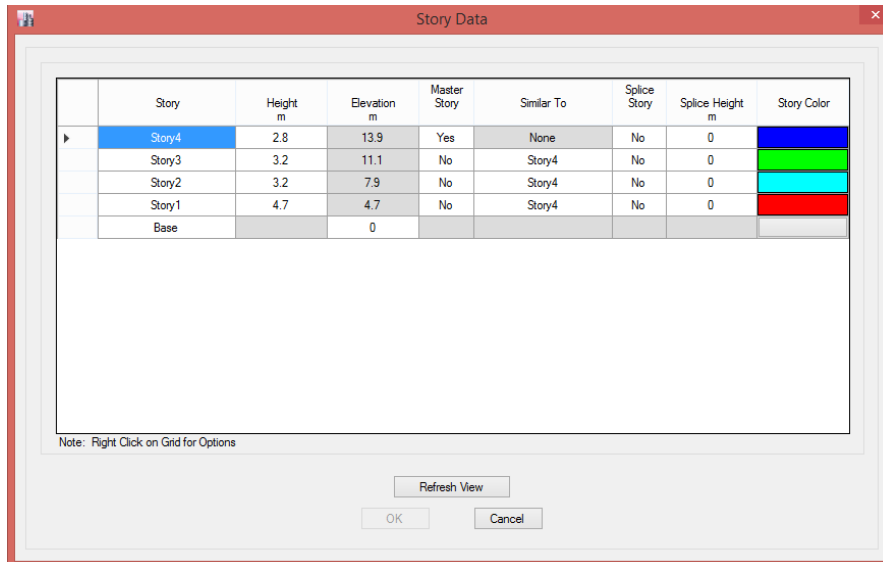 Story Data
Story Height m Elevation m Master Story Similar To Splice Story Splice Height m Story Color
Story4 2.8 13.9 Yes None No 0
Story3 3.2 11.1 No Story4 No 0
Story2 3.2 7.9 No Story4 No 0
Story1 4.7 4.7 No Story4 No 0
Base 0
Note: Right Click on Grid for Options
Refresh View
OK Cancel